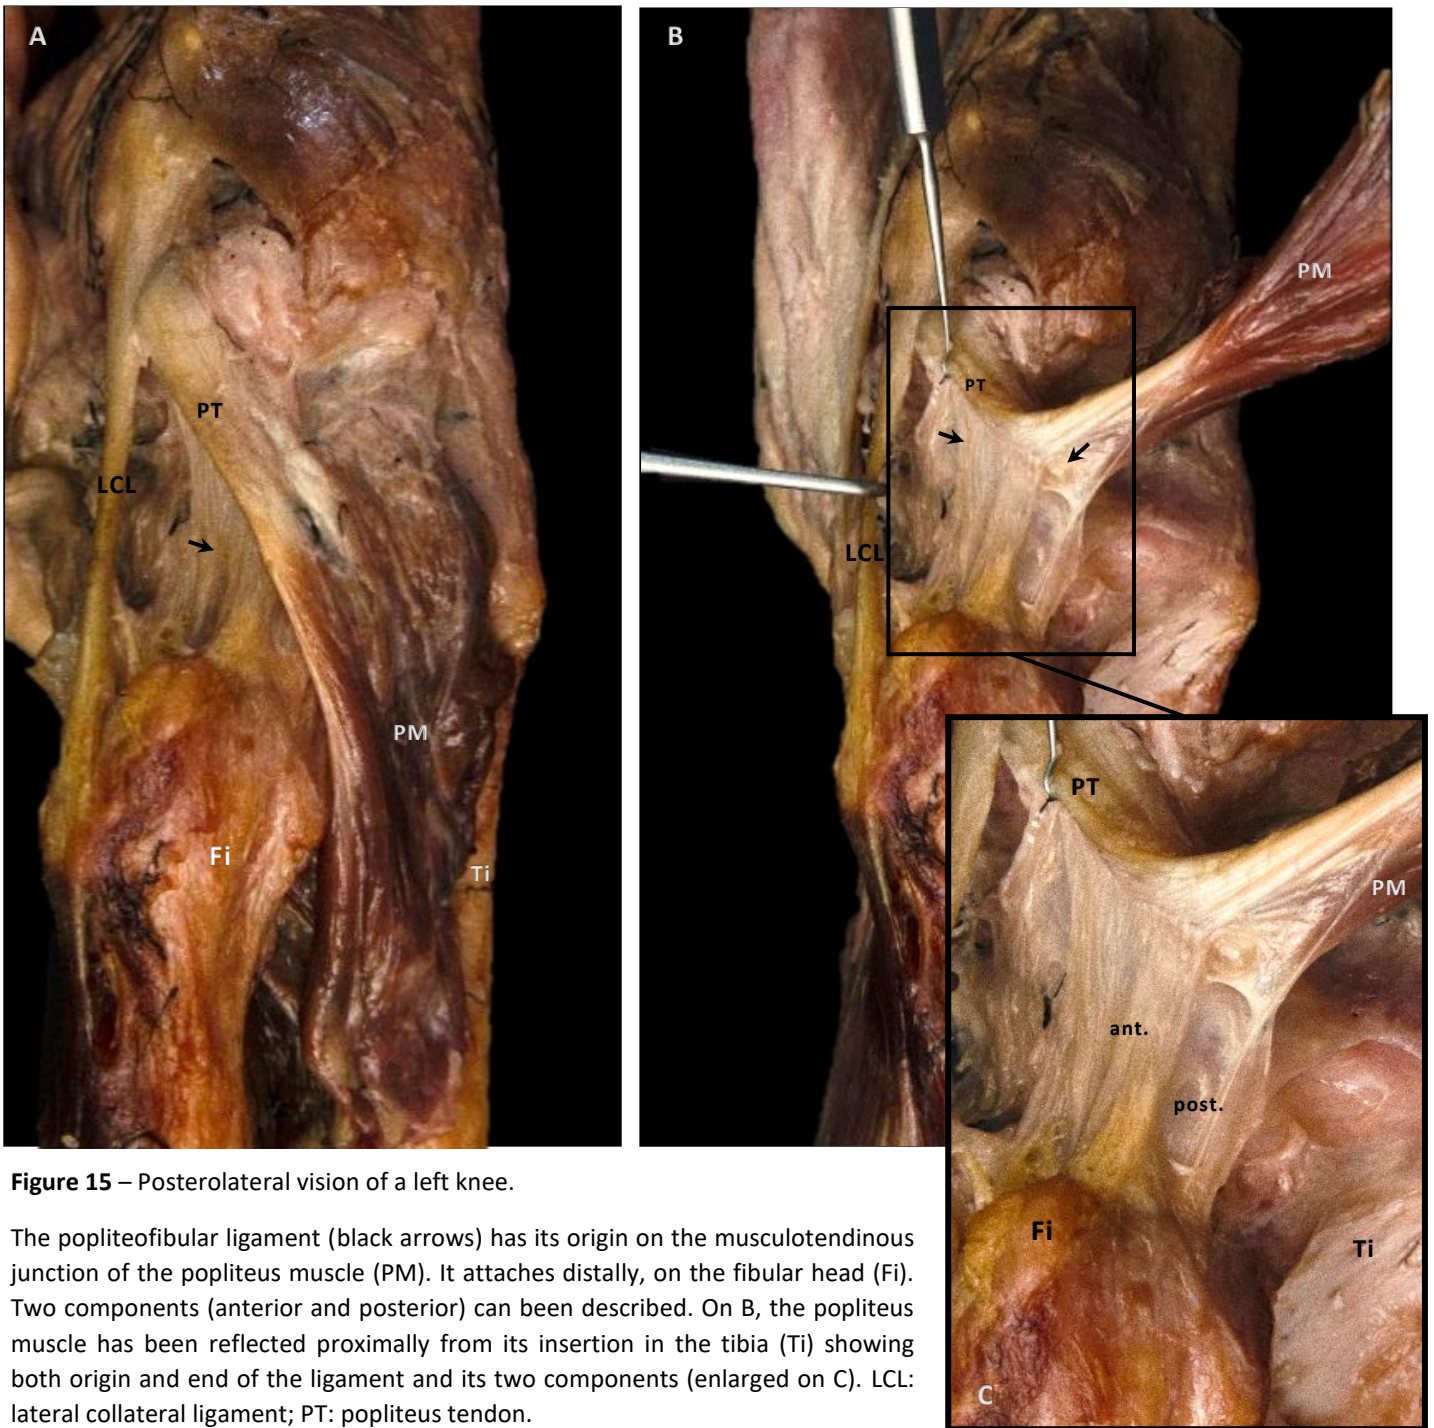 A
PT
LCL
PM
Fi
Ti
B
PM
PT
LCL
PT
PM
ant.
post.
Fi
Ti
C
Figure 15 – Posterolateral vision of a left knee.
The popliteofibular ligament (black arrows) has its origin on the musculotendinous
junction of the popliteus muscle (PM). It attaches distally, on the fibular head (Fi).
Two components (anterior and posterior) can been described. On B, the popliteus
muscle has been reflected proximally from its insertion in the tibia (Ti) showing
both origin and end of the ligament and its two components (enlarged on C). LCL:
lateral collateral ligament; PT: popliteus tendon.